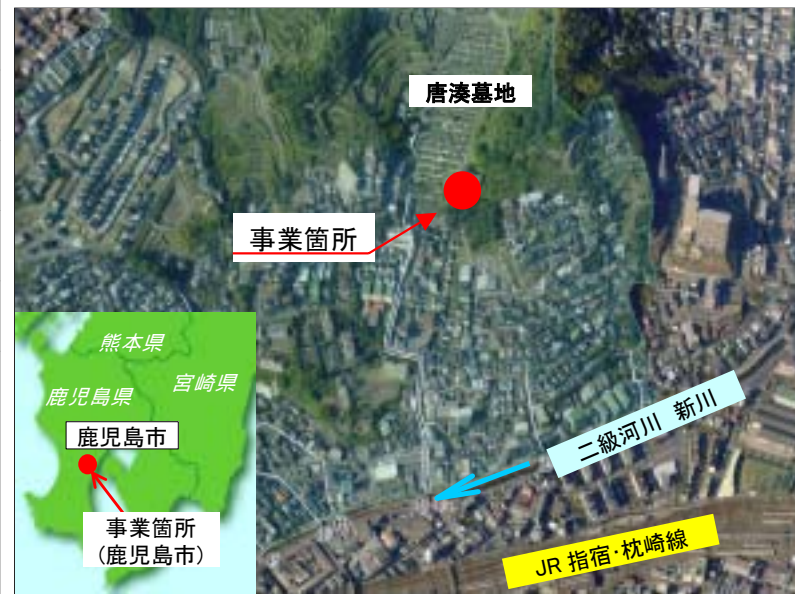 唐湊墓地
事業箇所
熊本県
宮崎県
鹿児島県
鹿児島市
事業箇所
(鹿児島市)
二級河川 新川
JR 指宿･枕崎線